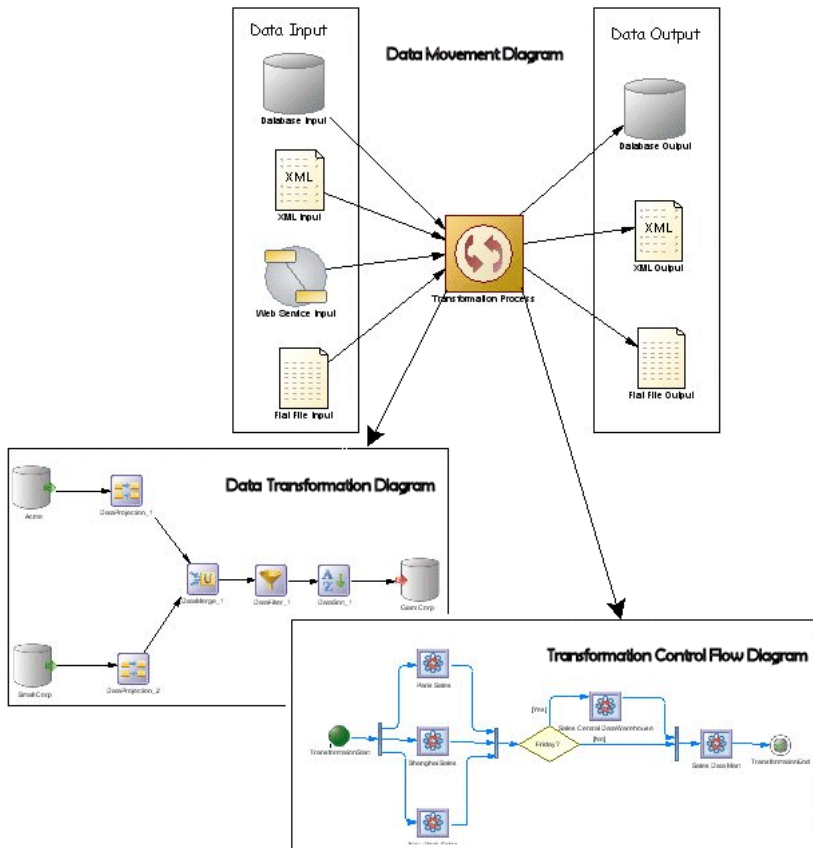 Data Input
Data Movement Diagram
Data Output
Database Input
Database Output
XML
XML Input
XML
XML Output
Web Service Input
Transformation Process
Flat File Input
Flat File Output
Data Transformation Diagram
Acme
DataProjection_1
DataMerge_1
DataFilter_1
DataSort_1
GiantCorp
SmallCorp
DataProjection_2
Transformation Control Flow Diagram
Paris Sales
[Yes]
Sales Central DataWarehouse
TransformationStart
Shanghai Sales
Friday?
[No]
Sales Data Mart
TransformationEnd